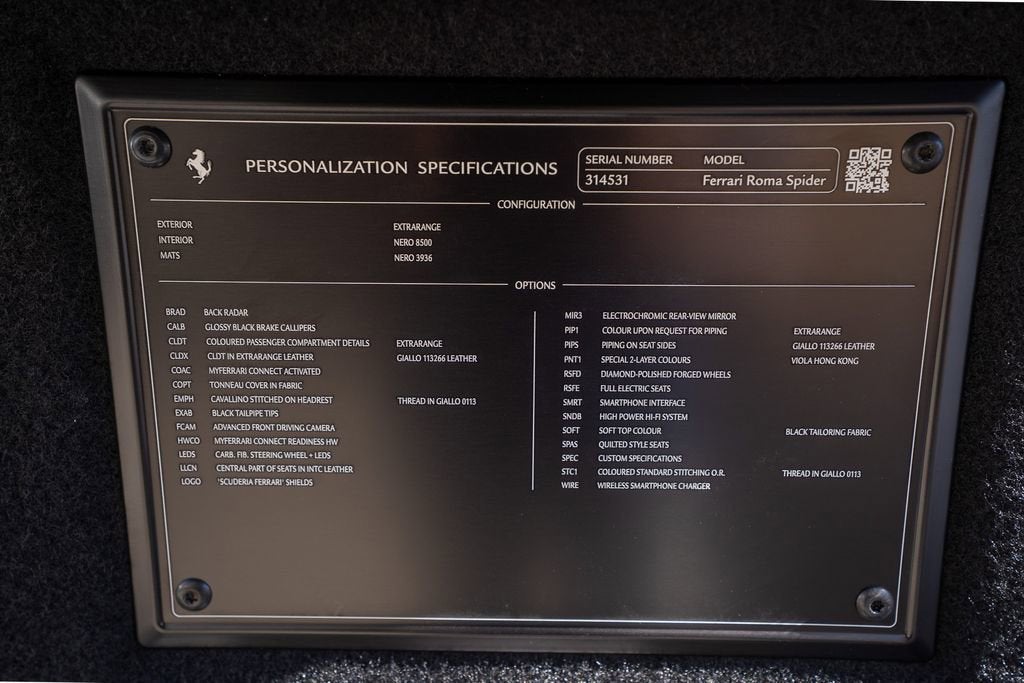 PERSONALIZATION SPECIFICATIONS
SERIAL NUMBER MODEL
314531 Ferrari Roma Spider
CONFIGURATION
EXTERIOR EXTRARANGE
INTERIOR NERO 8500
MATS NERO 3936
OPTIONS
BRAD BACK RADAR
CALB GLOSSY BLACK BRAKE CALLIPERS
CLDT COLOURED PASSENGER COMPARTMENT DETAILS EXTRARANGE
CLDX CLDT IN EXTRARANGE LEATHER GIALLO 113266 LEATHER
COAC MYFERRARI CONNECT ACTIVATED
COPT TONNEAU COVER IN FABRIC
EMPH CAVALLINO STITCHED ON HEADREST THREAD IN GIALLO 0113
EXAB BLACK TAILPIPE TIPS
FCAM ADVANCED FRONT DRIVING CAMERA
HWCO MYFERRARI CONNECT READINESS HW
LEDS CARB. FIB. STEERING WHEEL + LEDS
LLCN CENTRAL PART OF SEATS IN INTC LEATHER
LOGO 'SCUDERIA FERRARI' SHIELDS
MIR3 ELECTROCHROMIC REAR-VIEW MIRROR
PIP1 COLOUR UPON REQUEST FOR PIPING EXTRARANGE
PIPS PIPING ON SEAT SIDES GIALLO 113266 LEATHER
PNT1 SPECIAL 2-LAYER COLOURS VIOLA HONG KONG
RSFD DIAMOND-POLISHED FORGED WHEELS
RSFE FULL ELECTRIC SEATS
SMRT SMARTPHONE INTERFACE
SNDB HIGH POWER HI-FI SYSTEM
SOFT SOFT TOP COLOUR BLACK TAILORING FABRIC
SPAS QUILTED STYLE SEATS
SPEC CUSTOM SPECIFICATIONS
STC1 COLOURED STANDARD STITCHING O.R. THREAD IN GIALLO 0113
WIRE WIRELESS SMARTPHONE CHARGER